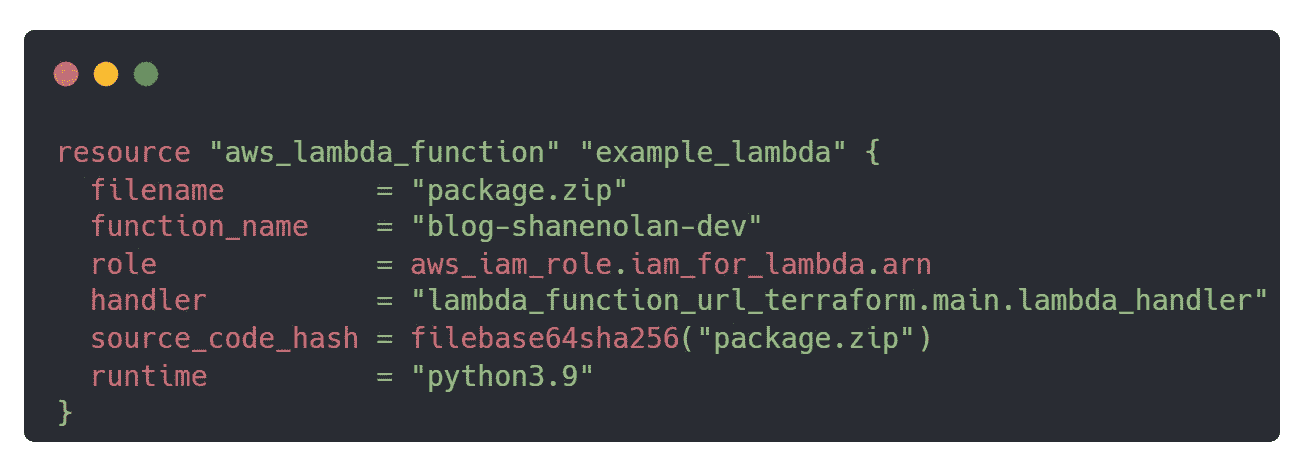 resource "aws_lambda_function" "example_lambda" {
  filename         = "package.zip"
  function_name    = "blog-shanenolan-dev"
  role             = aws_iam_role.iam_for_lambda.arn
  handler          = "lambda_function_url_terraform.main.lambda_handler"
  source_code_hash = filebase64sha256("package.zip")
  runtime          = "python3.9"
}